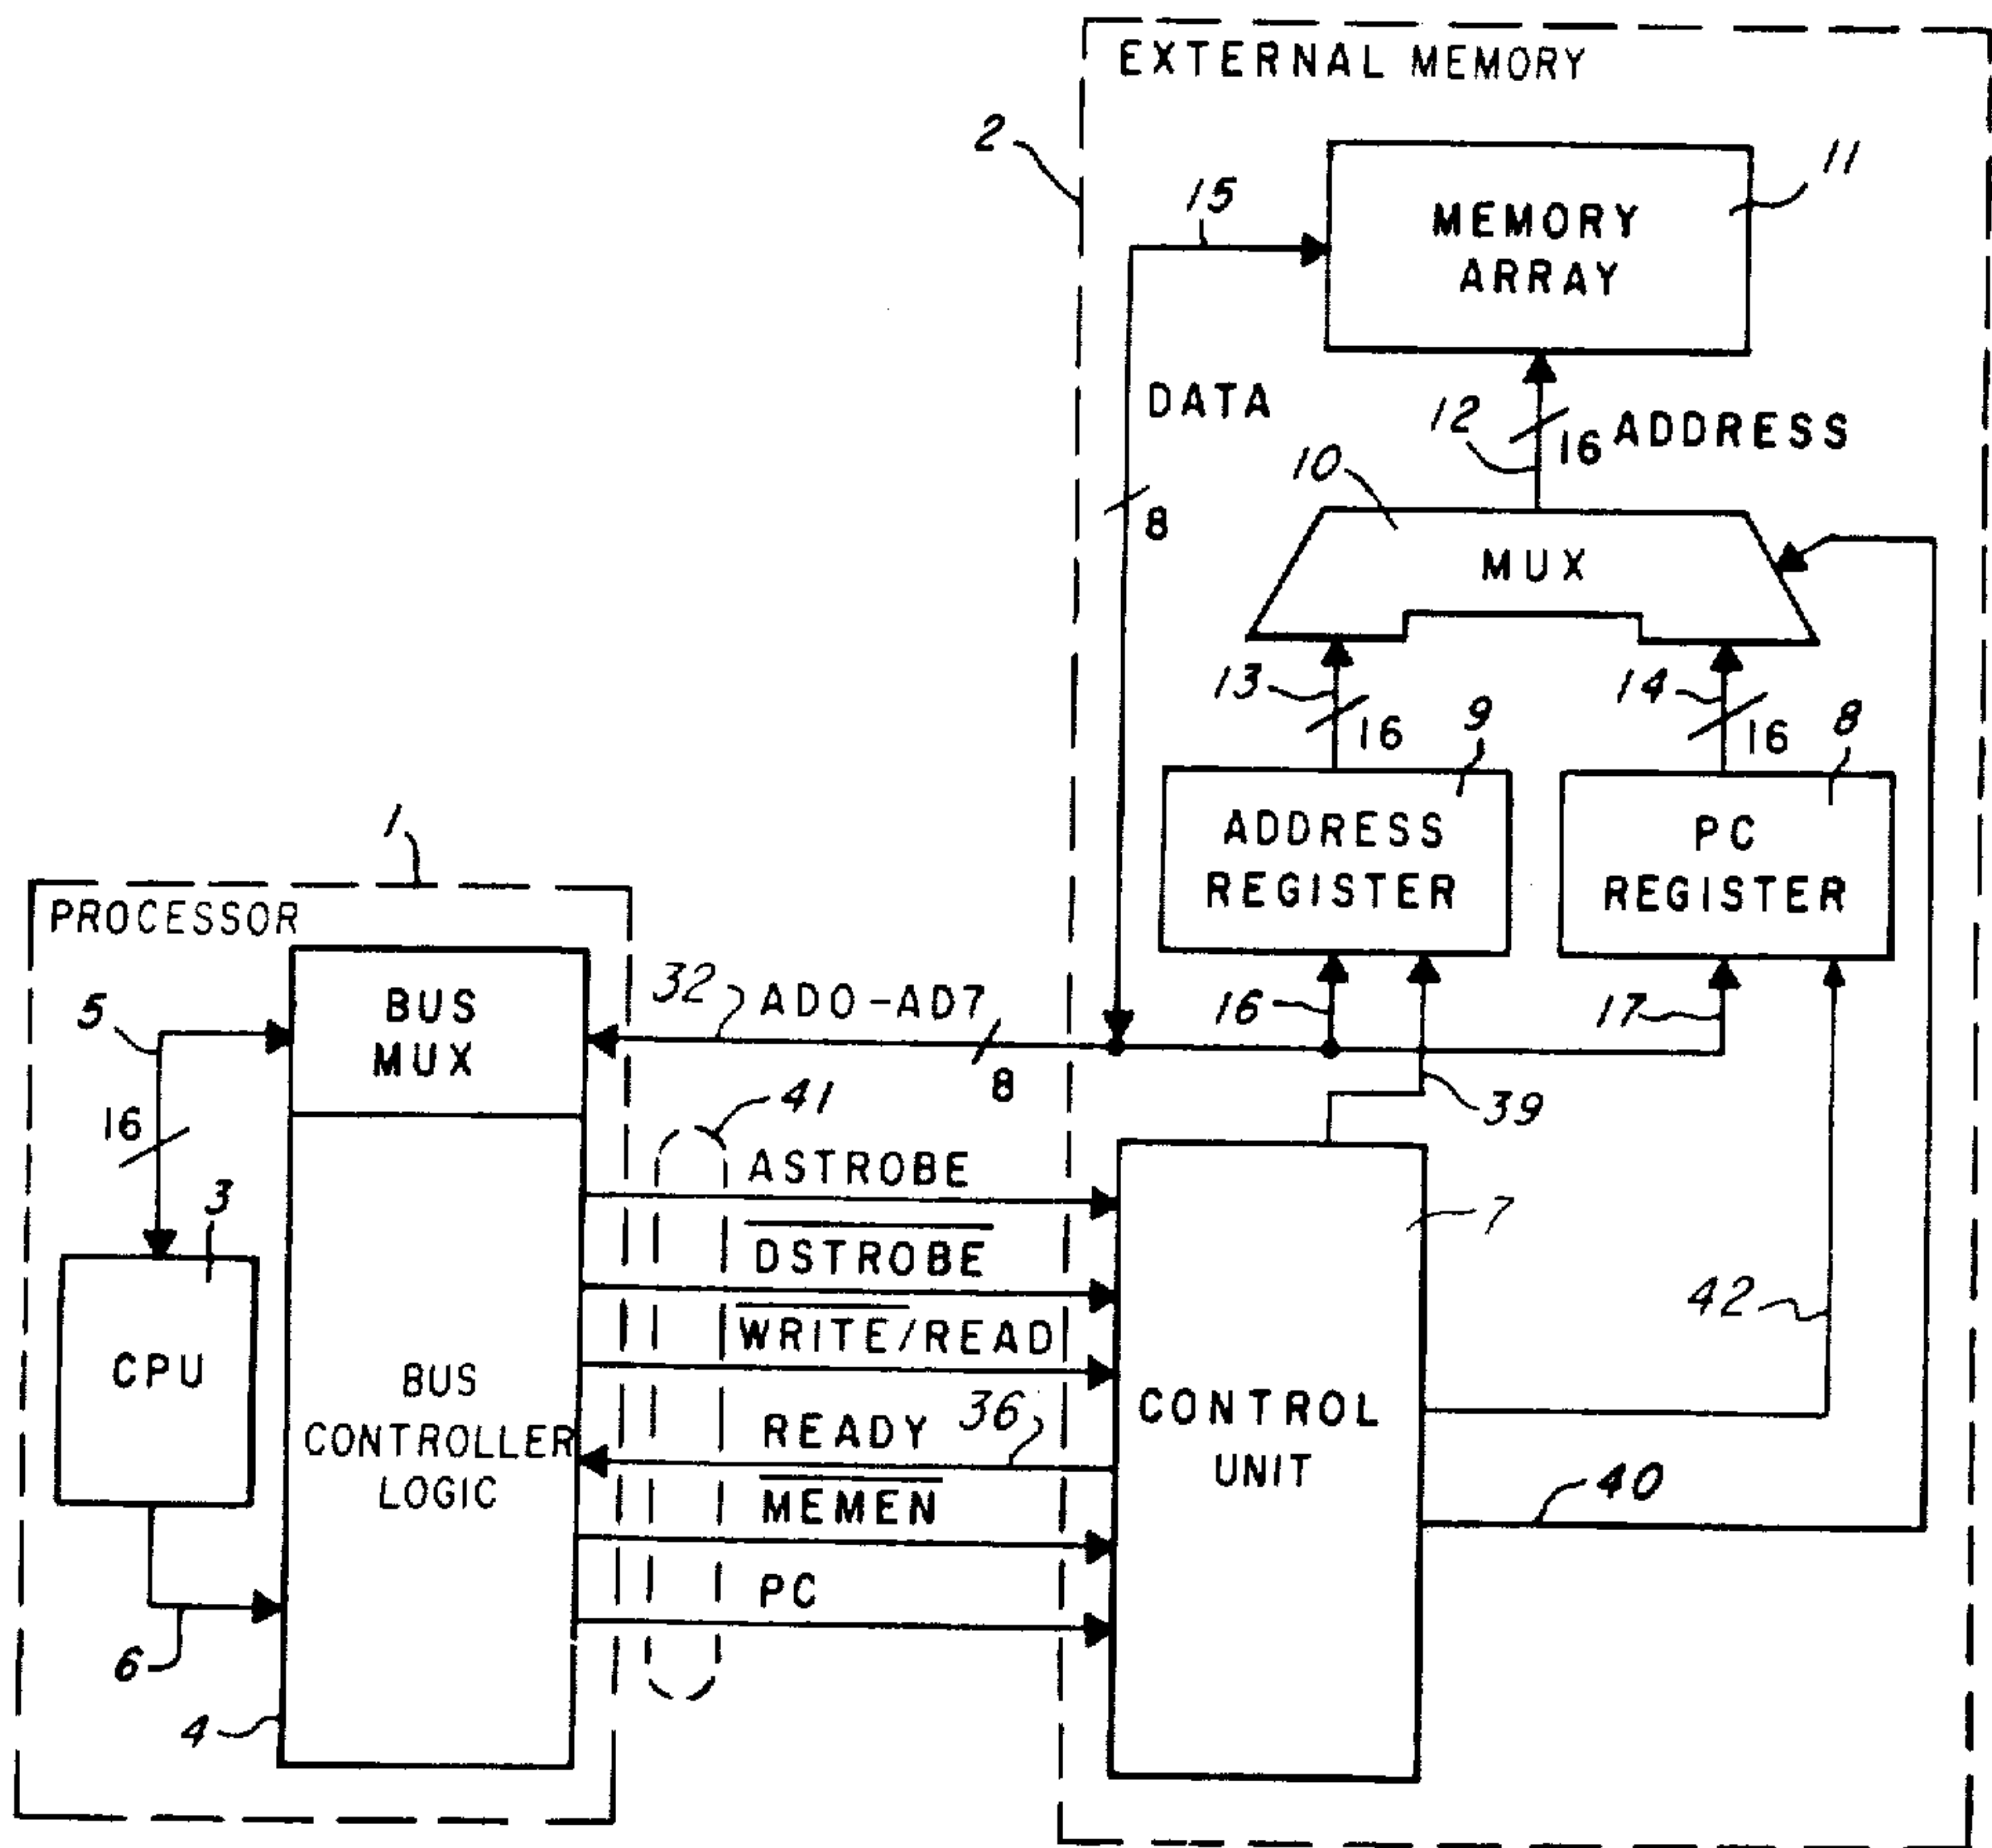 EXTERNAL MEMORY
2
11
15
MEMORY
ARRAY
DATA
12
16 ADDRESS
10
8
MUX
13
14
16
16
9
8
1
ADDRESS
REGISTER
PC
REGISTER
PROCESSOR
5
BUS
MUX
32
AD0-AD7
8
16
17
16
41
39
ASTROBE
3
7
DSTROBE
WRITE/READ
42
CPU
BUS
CONTROLLER
LOGIC
READY
36
CONTROL
UNIT
MEMEN
40
PC
6
4